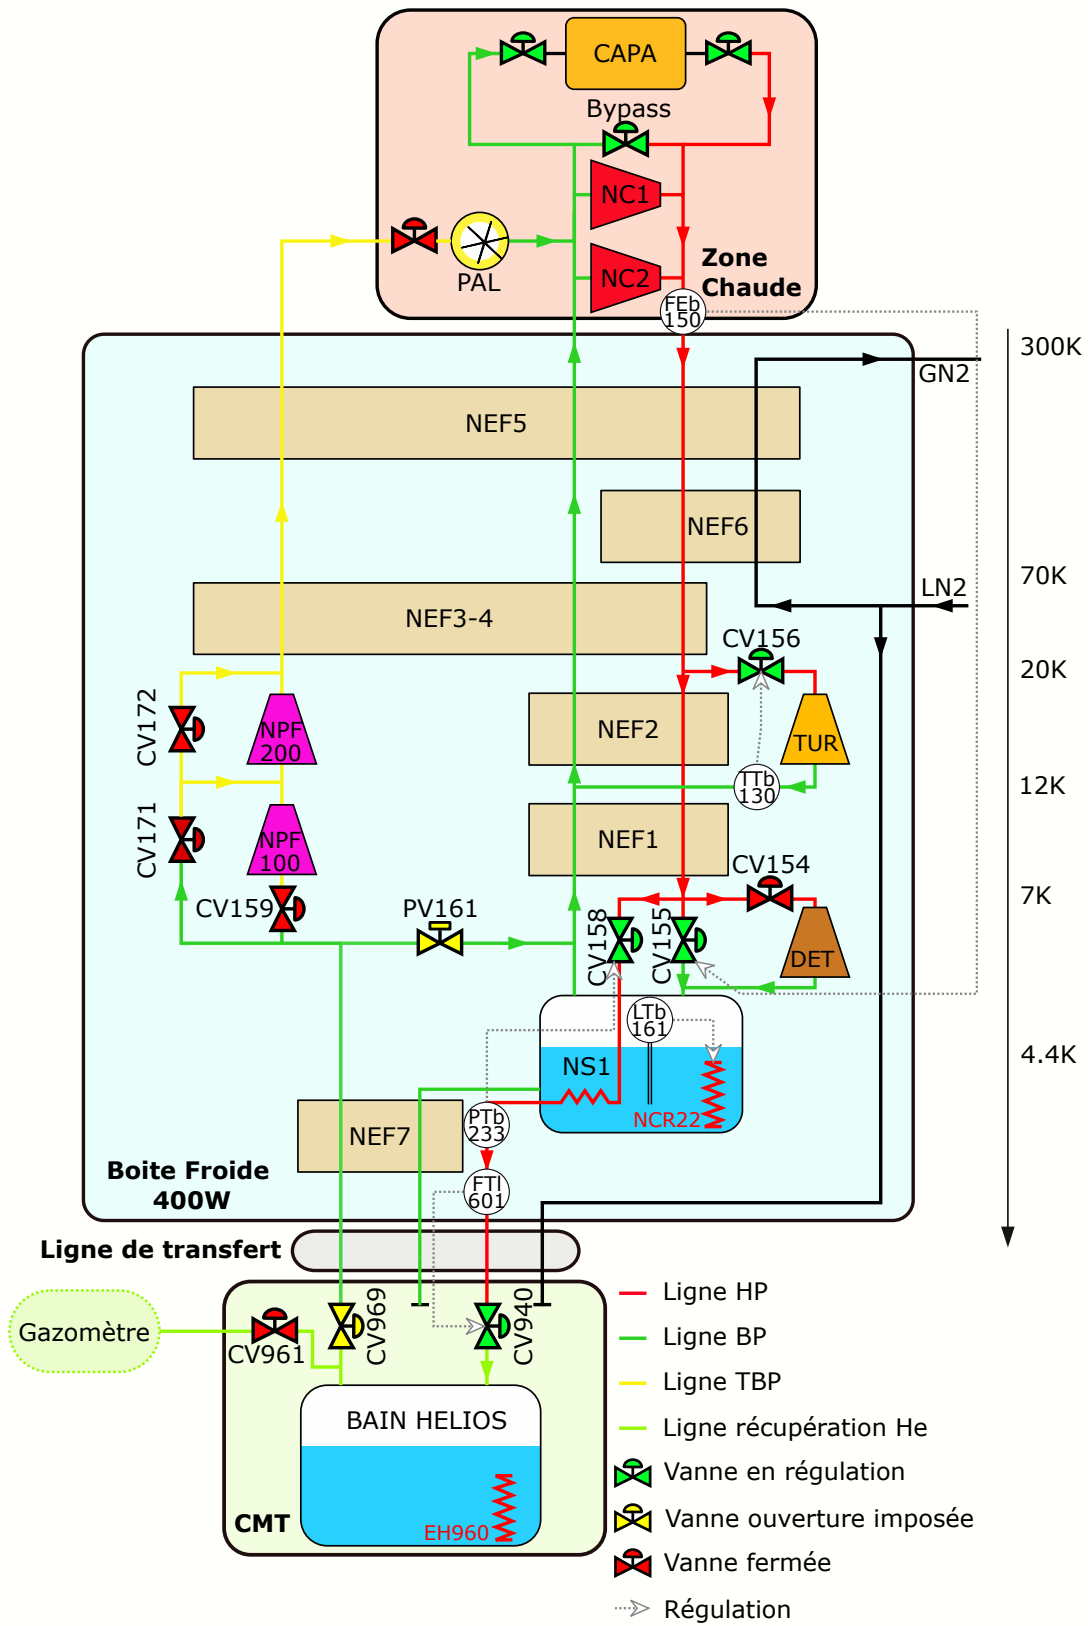 CAPA
Bypass
NC1
NC2
PAL
Zone
Chaude
FEb
150
300K
GN2
NEF5
NEF6
70K
LN2
NEF3-4
CV156
20K
CV172
NPF
200
NEF2
TUR
TTb
130
12K
CV171
NPF
100
NEF1
CV154
7K
CV159
PV161
CV158
CV155
DET
LTb
161
NS1
4.4K
NCR22
PTb
233
NEF7
Boite Froide
400W
FTl
601
Ligne de transfert
Gazomètre
CV961
CV969
CV940
BAIN HELIOS
EH960
CMT
Ligne HP
Ligne BP
Ligne TBP
Ligne récupération He
Vanne en régulation
Vanne ouverture imposée
Vanne fermée
Régulation